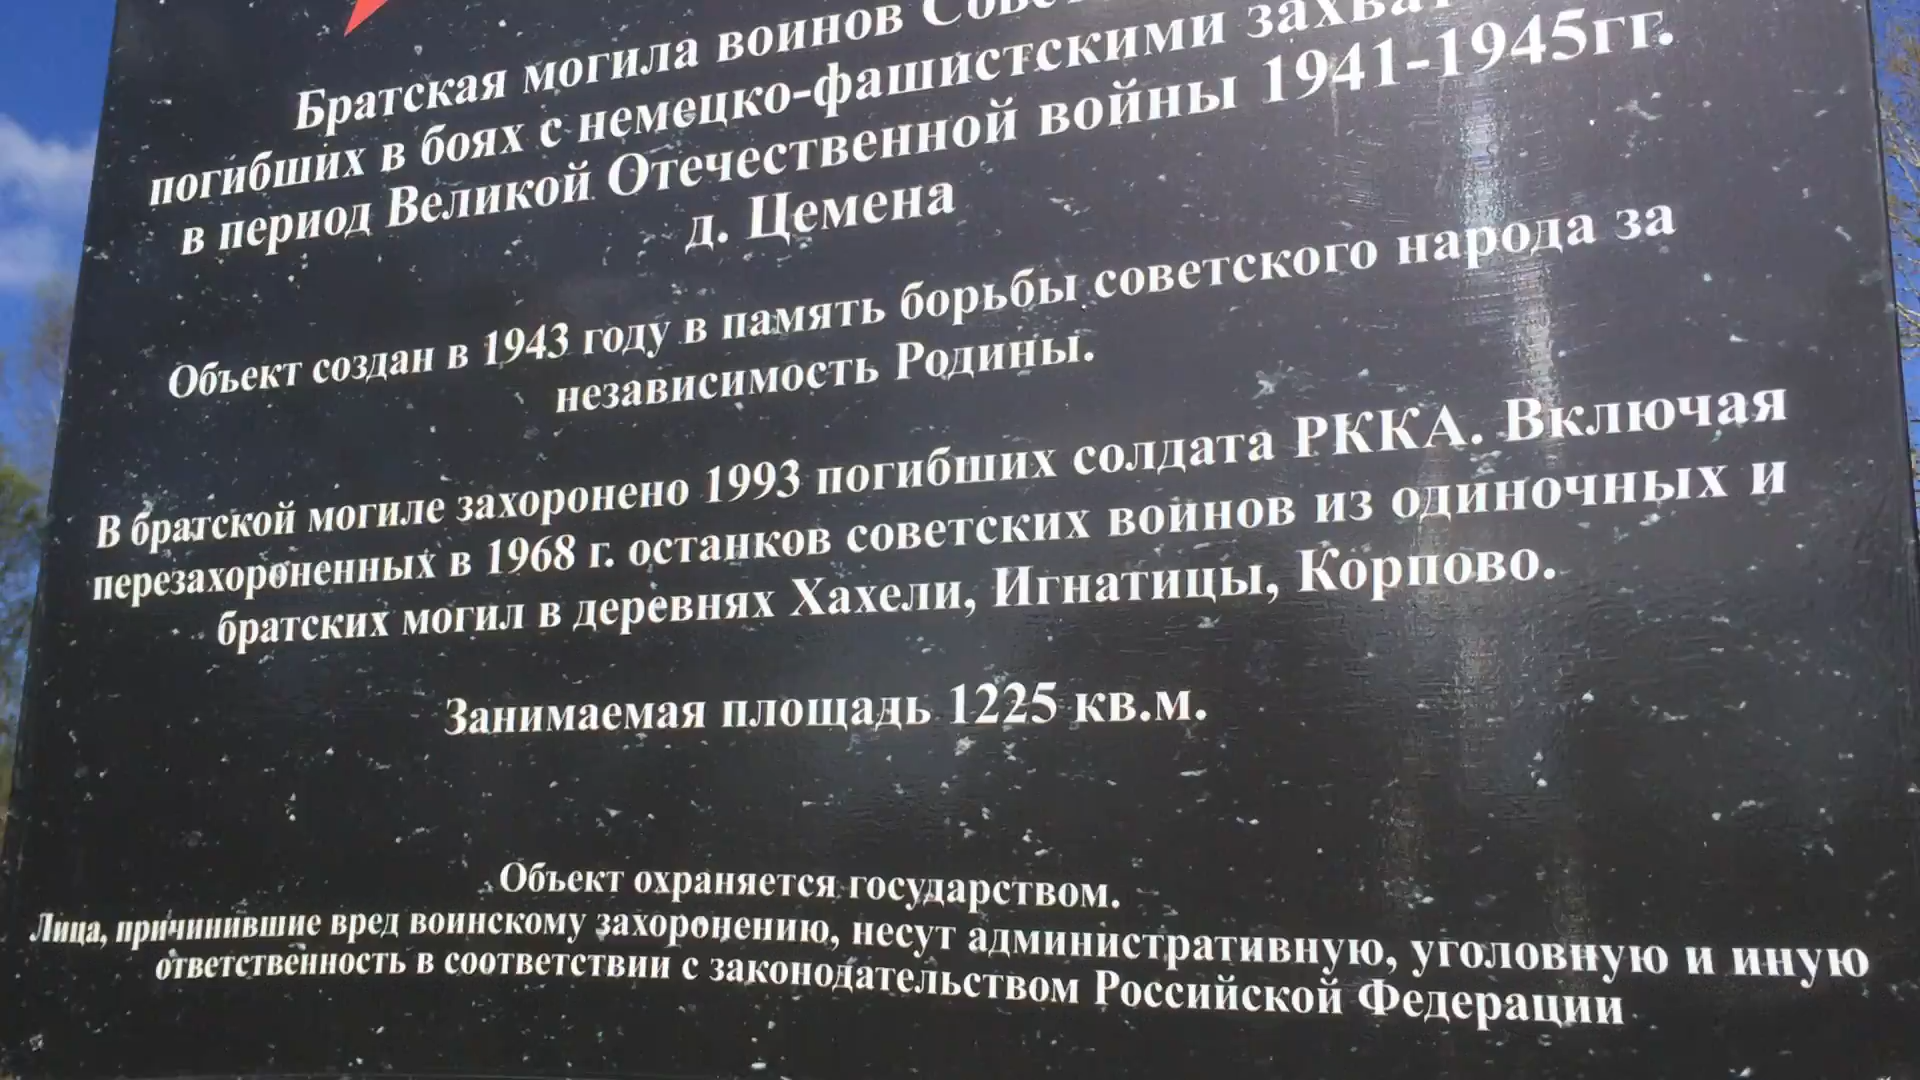 Братская могила воинов
погибших в боях с немецко-фашистскими
в период Великой Отечественной войны 1941-1945гг.
д. Цемена
Объект создан в 1943 году в память борьбы советского народа за
независимость Родины.
В братской могиле захоронено 1993 погибших солдата РККА. Включая
перезахороненных в 1968 г. останков советских воинов из одиночных и
братских могил в деревнях Хахели, Игнатицы, Корпово.
Занимаемая площадь 1225 кв.м.
Объект охраняется государством.
Лица, причинившие вред воинскому захоронению, несут административную, уголовную и иную
ответственность в соответствии с законодательством Российской Федерации